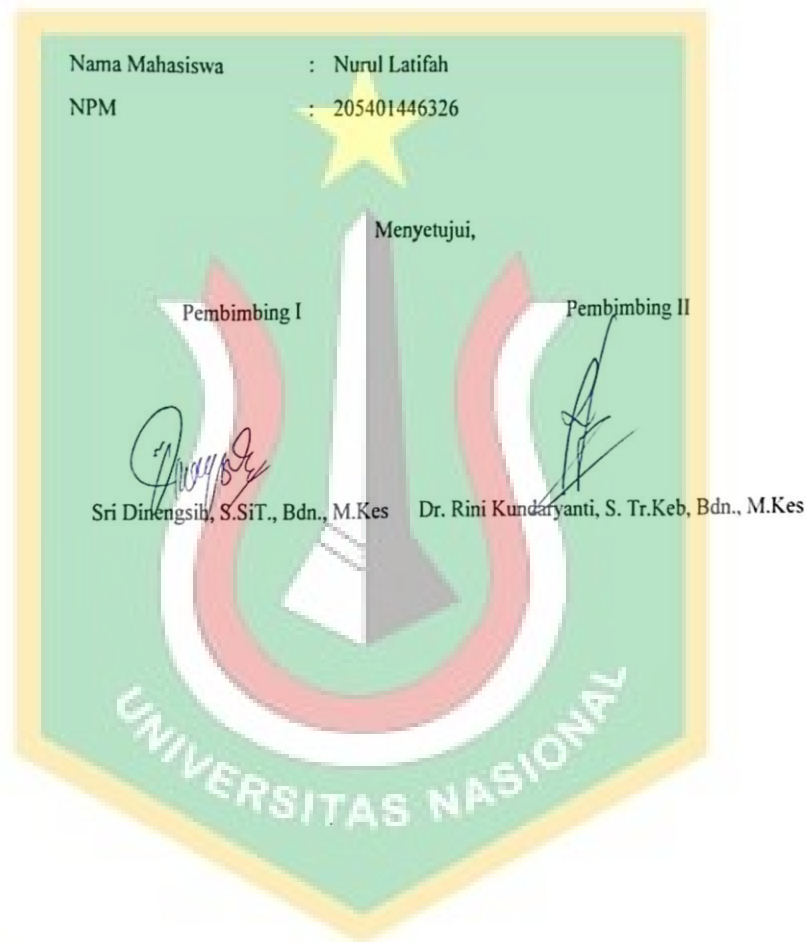 Nama Mahasiswa : Nurul Latifah
NPM : 205401446326
Menyetujui,
Pembimbing I Pembimbing II
Sri Dinengsih, S.SiT., Bdn., M.Kes Dr. Rini Kundaryanti, S. Tr.Keb, Bdn., M.Kes
UNIVERSITAS NASIONAL